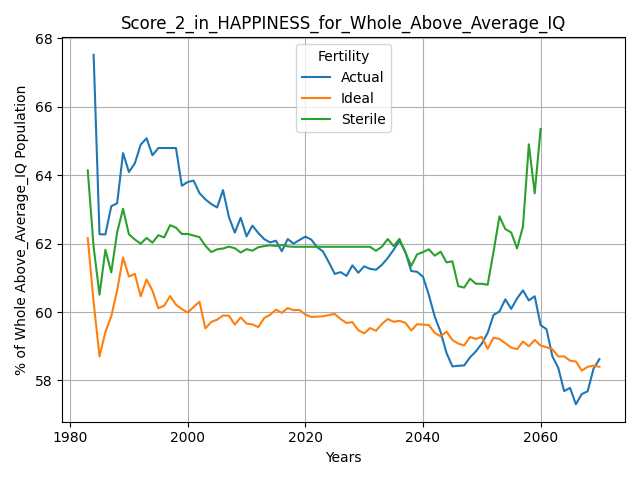 Score_2_in_HAPPINESS_for_Whole_Above_Average_IQ
Fertility
Actual
Ideal
Sterile
% of Whole Above_Average_IQ Population
68
66
64
62
60
58
1980
2000
2020
2040
2060
Years